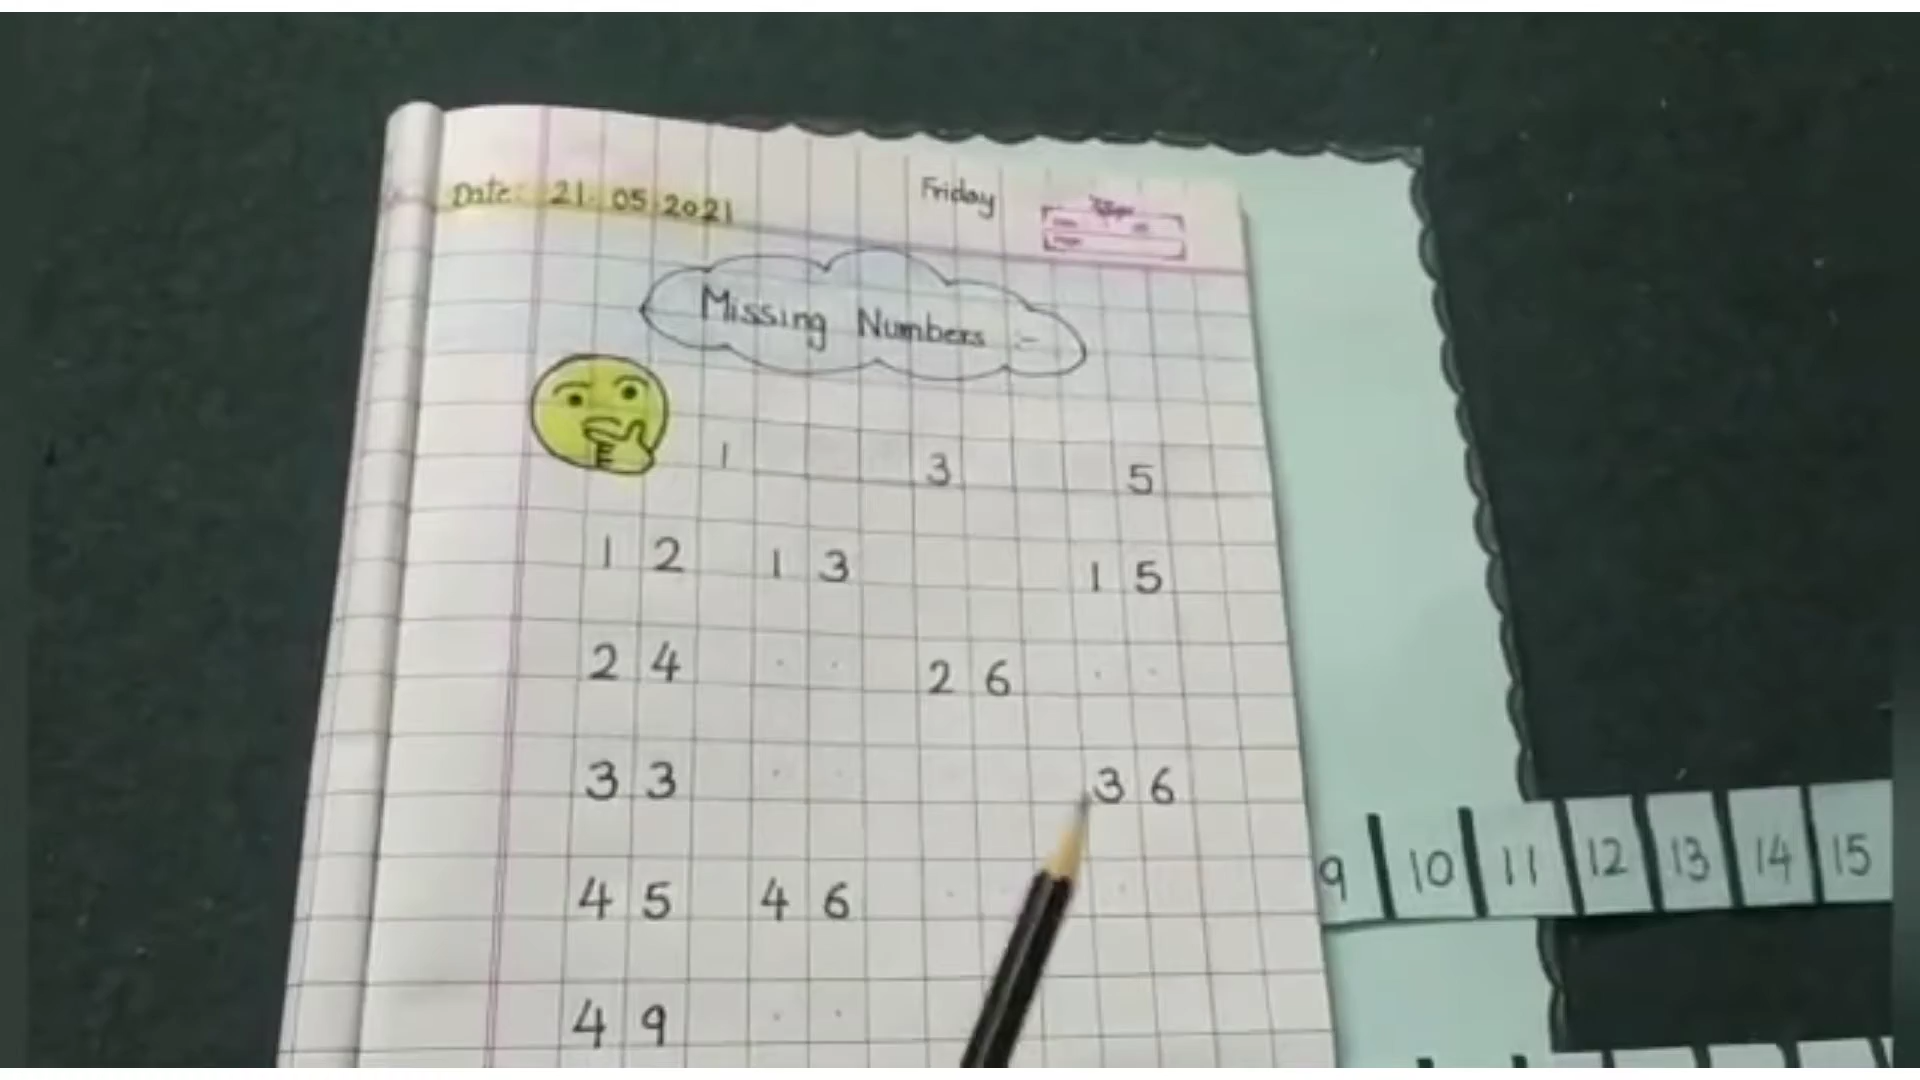 Date: 21.05.2021 Friday
Missing Numbers :-
1 3 5
12 13 15
24 26
33 36
45 46
49
9 10 11 12 13 14 15